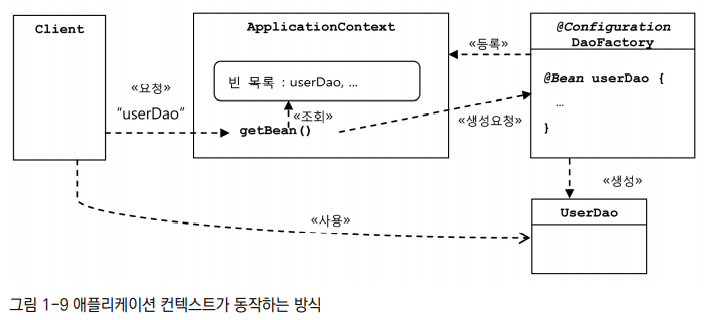 Client
«요청»
“userDao”
ApplicationContext
빈 목록 : userDao, ...
«조회»
getBean()
«등록»
«생성요청»
@Configuration
DaoFactory
@Bean userDao {
...
}
«생성»
UserDao
«사용»
그림 1-9 애플리케이션 컨텍스트가 동작하는 방식